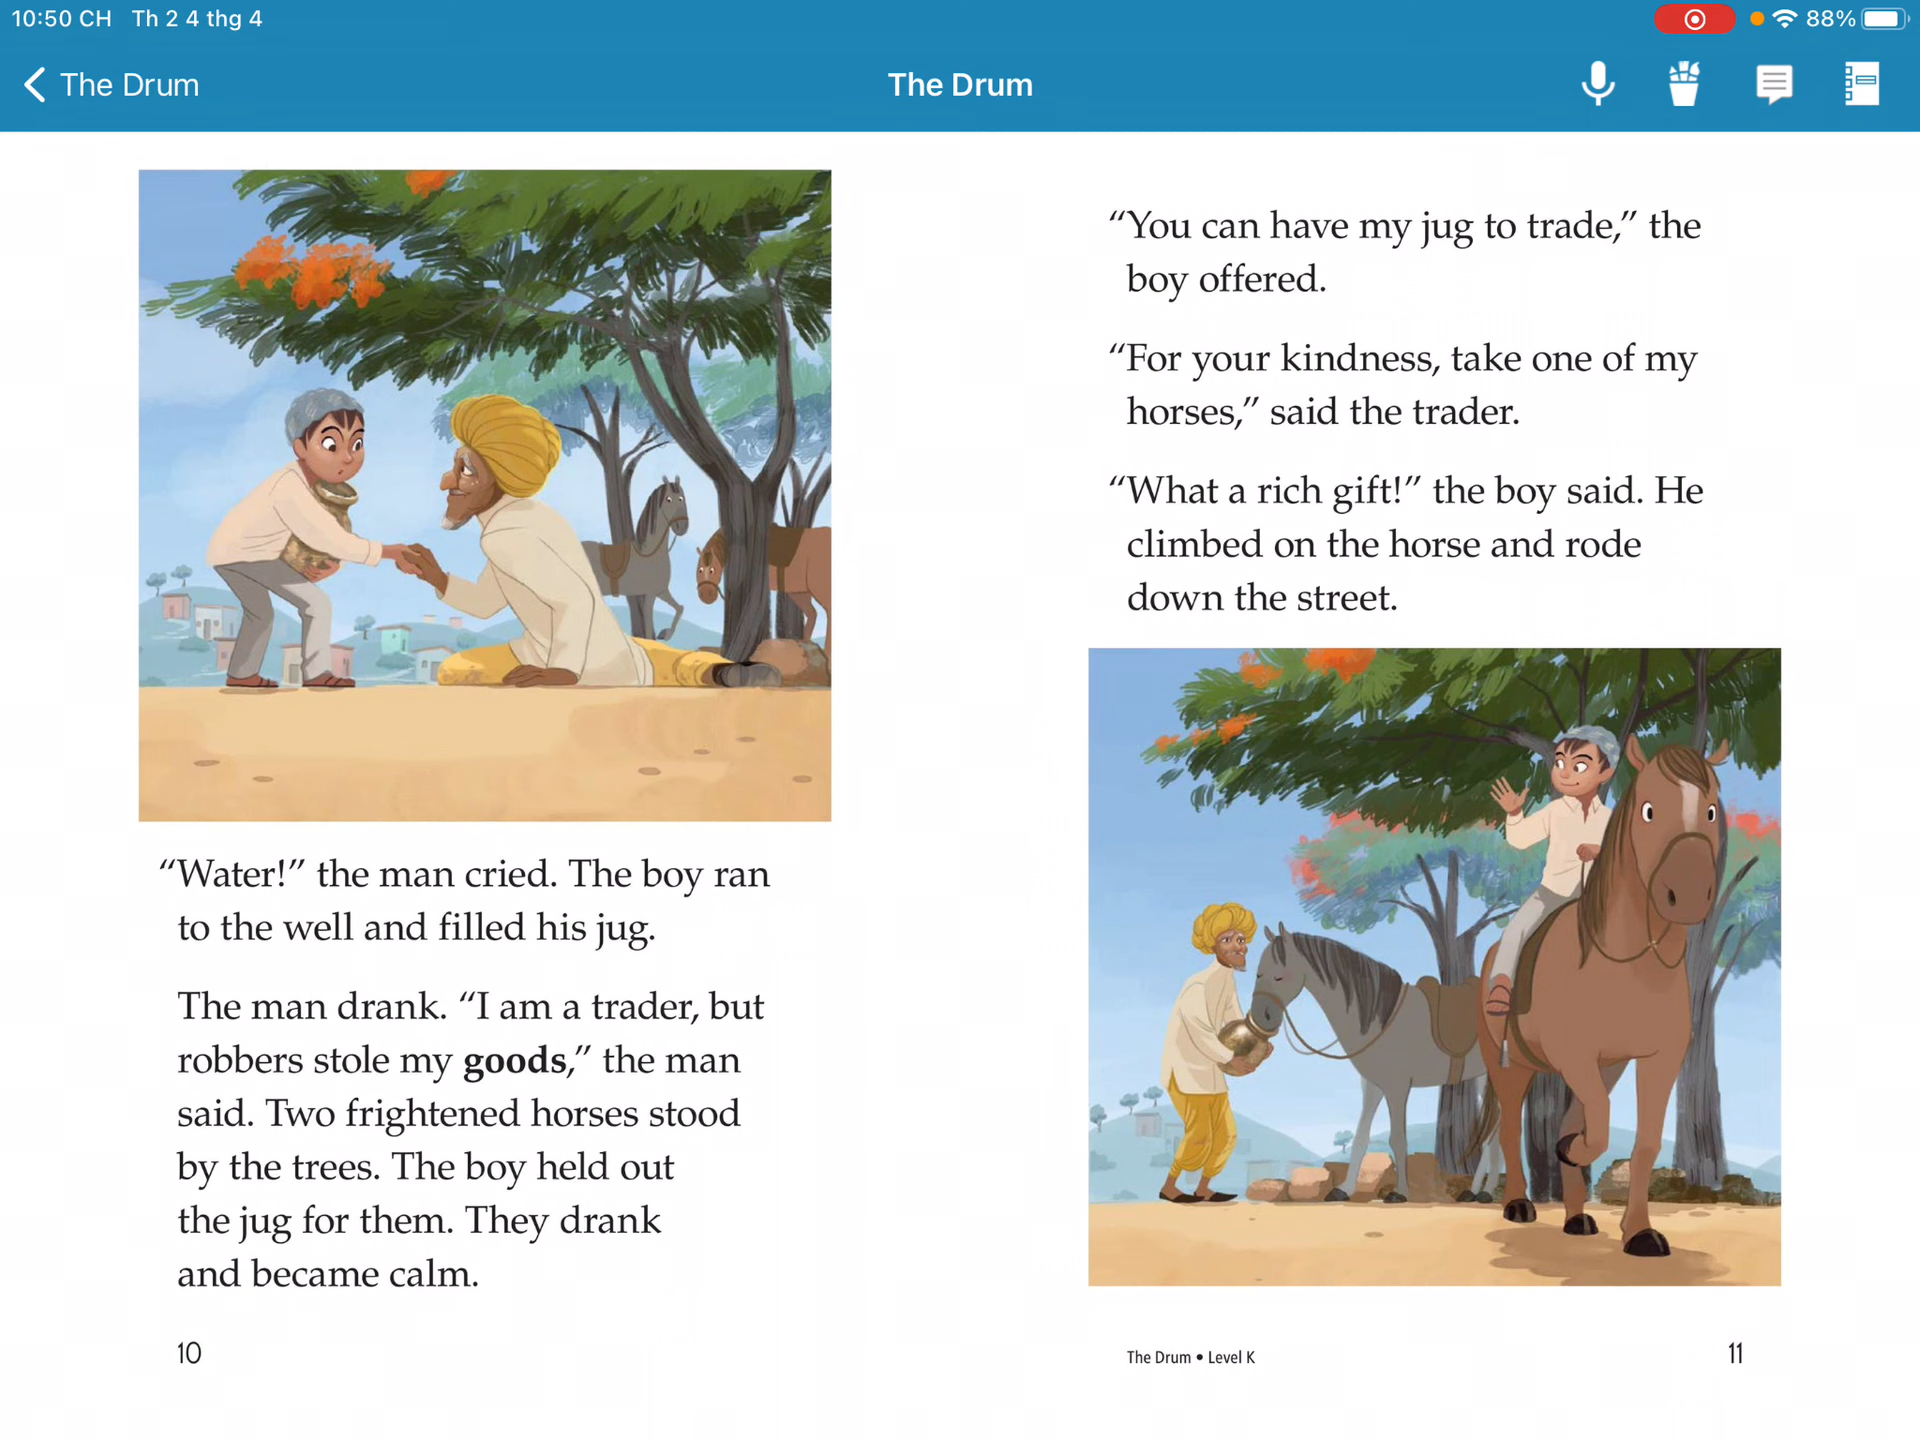 10:50 CH Th 2 4 thg 4
88%
The Drum
The Drum
“Water!” the man cried. The boy ran
to the well and filled his jug.
The man drank. “I am a trader, but
robbers stole my goods,” the man
said. Two frightened horses stood
by the trees. The boy held out
the jug for them. They drank
and became calm.
10
“You can have my jug to trade,” the
boy offered.
“For your kindness, take one of my
horses,” said the trader.
“What a rich gift!” the boy said. He
climbed on the horse and rode
down the street.
The Drum • Level K
11